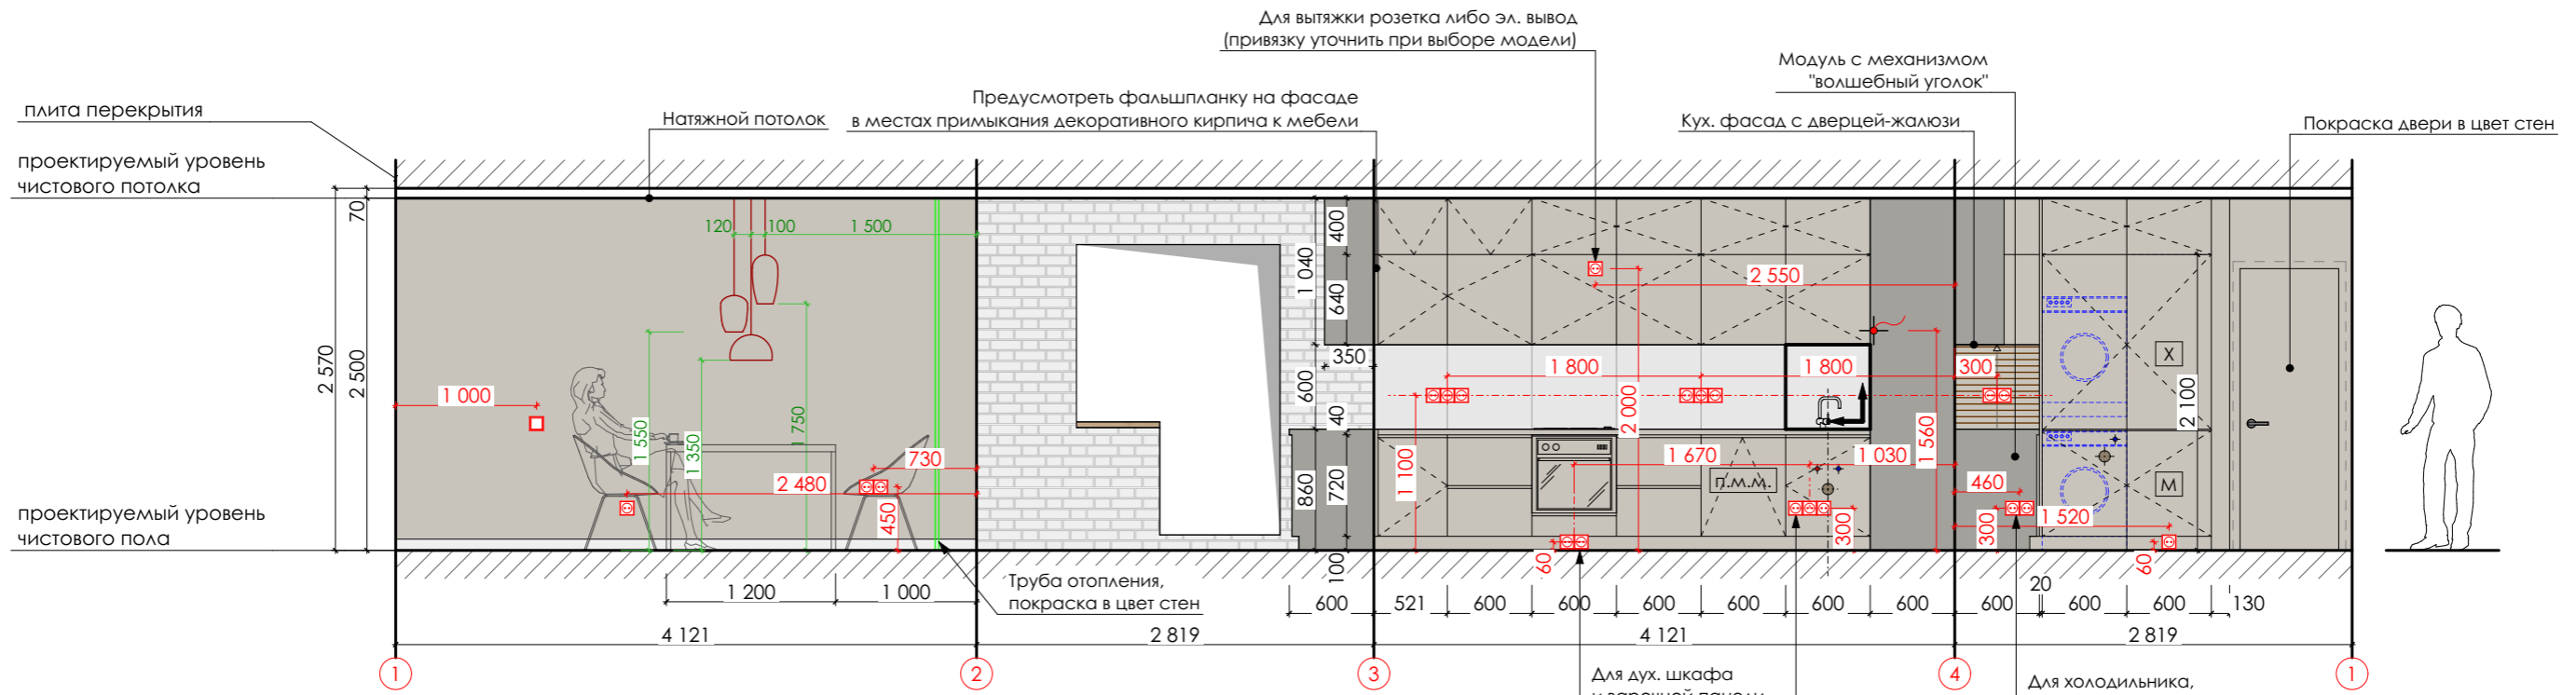 Для вытяжки розетка либо эл. вывод
(привязку уточнить при выборе модели)
Модуль с механизмом
"волшебный уголок"
плита перекрытия
Натяжной потолок
Предусмотреть фальшпланку на фасаде
в местах примыкания декоративного кирпича к мебели
Кух. фасад с дверцей-жалюзи
Покраска двери в цвет стен
проектируемый уровень
чистового потолка
70
2 570
2 500
120
100
1 500
1 000
1 550
1 350
1 750
730
2 480
450
400
1 040
640
350
600
40
860
720
100
2 550
2 000
1 800
1 800
300
1 560
1 100
1 670
1 030
П.М.М.
300
60
460
300
1 520
60
2 100
X
M
проектируемый уровень
чистового пола
Труба отопления,
покраска в цвет стен
1 200
1 000
600
521
600
600
600
600
600
600
600
20
600
600
130
4 121
2 819
4 121
2 819
1
2
3
4
1
Для дух. шкафа
и варочной панели
Для холодильника,